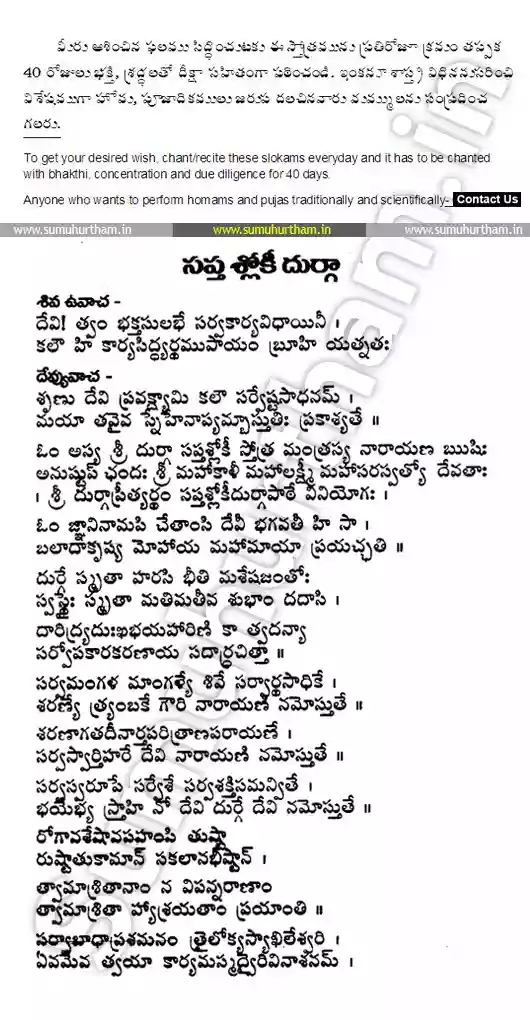 మీరు ఆశించిన ఫలము సిద్ధించుటకు ఈ స్తోత్రమును ప్రతిరోజూ క్రమం తప్పక
40 రోజులు భక్తి, శ్రద్ధలతో దీక్షా సహితంగా పఠించండి. ఇంకనూ శాస్త్ర విధిననుసరించి
విశేషముగా హోమ, పూజాదికములు జరుప దలచినవారు మమ్ములను సంప్రదించ
గలరు.
To get your desired wish, chant/recite these slokams everyday and it has to be chanted
with bhakthi, concentration and due diligence for 40 days.
Anyone who wants to perform homams and pujas traditionally and scientifically- Contact Us
www.sumuhurtham.in www.sumuhurtham.in www.sumuhurtham.in
సప్త శ్లోకీ దుర్గా
శివ ఉవాచ -
దేవి! త్వం భక్తసులభే సర్వకార్యవిధాయినీ ।
కలౌ హి కార్యసిద్ధ్యర్థముపాయం బ్రూహి యత్నతః
దేవ్యువాచ -
శృణు దేవి ప్రవక్ష్యామి కలౌ సర్వేష్టసాధనమ్ ।
మయా తవైవ స్నేహేనాప్యమ్బాస్తుతిః ప్రకాశ్యతే ॥
ఓం అస్య శ్రీ దుర్గా సప్తశ్లోకీ స్తోత్ర మంత్రస్య నారాయణ ఋషిః
అనుష్టుప్ ఛందః శ్రీ మహాకాళీ మహాలక్ష్మీ మహాసరస్వత్యో దేవతాః
। శ్రీ దుర్గాప్రీత్యర్థం సప్తశ్లోకీదుర్గాపాఠే వినియోగః ।
ఓం జ్ఞానినామపి చేతాంసి దేవీ భగవతీ హి సా ।
బలాదాకృష్య మోహాయ మహామాయా ప్రయచ్ఛతి ॥
దుర్గే స్మృతా హరసి భీతి మశేషజంతోః
స్వస్థైః స్మృతా మతిమతీవ శుభాం దదాసి ।
దారిద్ర్యదుఃఖభయహారిణి కా త్వదన్యా
సర్వోపకారకరణాయ సదార్ద్రచిత్తా ॥
సర్వమంగళ మాంగళ్యే శివే సర్వార్థసాధికే ।
శరణ్యే త్ర్యంబకే గౌరి నారాయణి నమోస్తుతే ॥
శరణాగతదీనార్తపరిత్రాణపరాయణే ।
సర్వస్యార్తిహరే దేవి నారాయణి నమోస్తుతే ॥
సర్వస్వరూపే సర్వేశే సర్వశక్తిసమన్వితే ।
భయేభ్య స్త్రాహి నో దేవి దుర్గే దేవి నమోస్తుతే ॥
రోగానశేషానపహంసి తుష్టా
రుష్టాతుకామాన్ సకలానభీష్టాన్ ।
త్వామాశ్రితానాం న విపన్నరాణాం
త్వామాశ్రితా హ్యాశ్రయతాం ప్రయాంతి ॥
సర్వాబాధాప్రశమనం త్రైలోక్యస్యాఖిలేశ్వరి ।
ఏవమేవ త్వయా కార్యమస్మద్వైరివినాశనమ్ ।
sumuhurtham.in